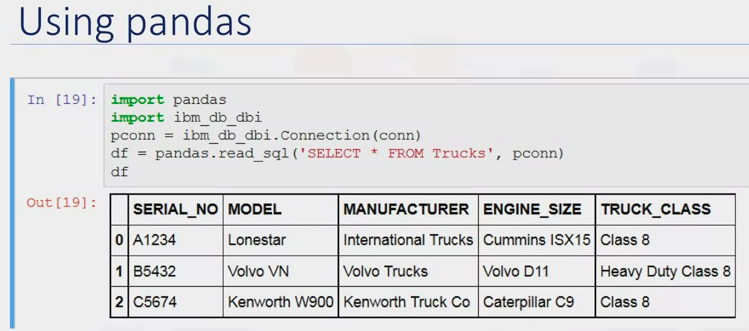 Using pandas
In [19]: import pandas
import ibm_db_dbi
pconn = ibm_db_dbi.Connection(conn)
df = pandas.read_sql('SELECT * FROM Trucks', pconn)
df
Out[19]:
SERIAL_NO MODEL MANUFACTURER ENGINE_SIZE TRUCK_CLASS
0 A1234 Lonestar International Trucks Cummins ISX15 Class 8
1 B5432 Volvo VN Volvo Trucks Volvo D11 Heavy Duty Class 8
2 C5674 Kenworth W900 Kenworth Truck Co Caterpillar C9 Class 8